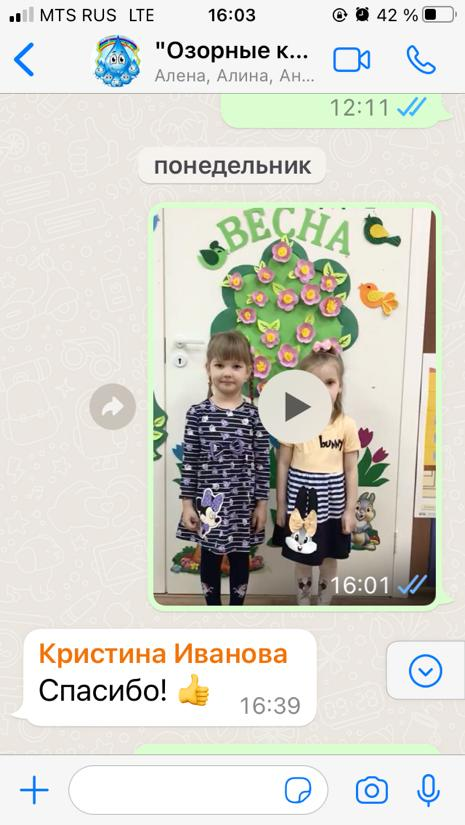 MTS RUS LTE 16:03 42 %
"Озорные к...
Алена, Алина, Ан...
12:11
понедельник
ВЕСНА
bunny
16:01
Кристина Иванова
Спасибо! 👍
16:39